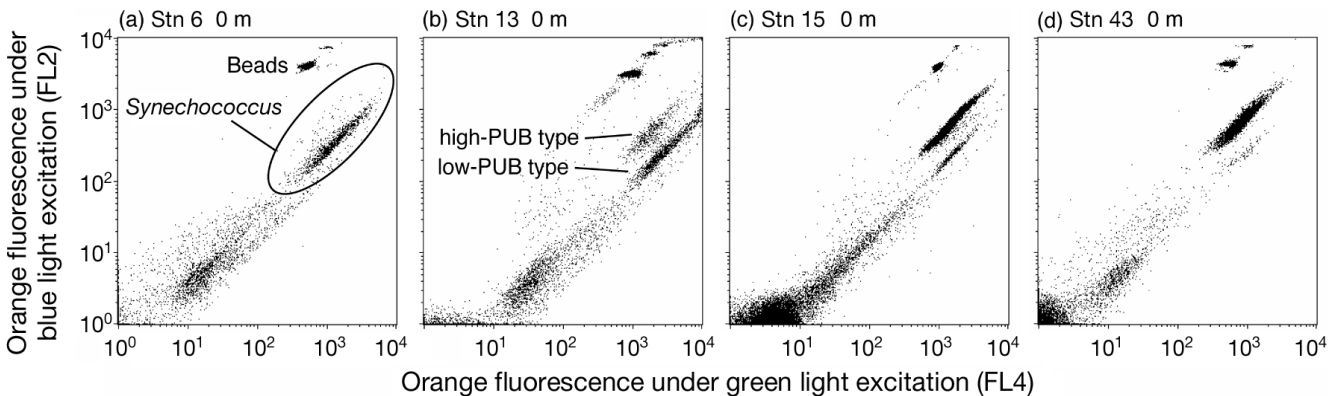 (a) Stn 6 0 m
(b) Stn 13 0 m
(c) Stn 15 0 m
(d) Stn 43 0 m
Orange fluorescence under
blue light excitation (FL2)
10⁴
10³
10²
10¹
10⁰
Beads
Synechococcus
high-PUB type
low-PUB type
10⁰ 10¹ 10² 10³ 10⁴
10¹ 10² 10³ 10⁴
10¹ 10² 10³ 10⁴
10¹ 10² 10³ 10⁴
Orange fluorescence under green light excitation (FL4)